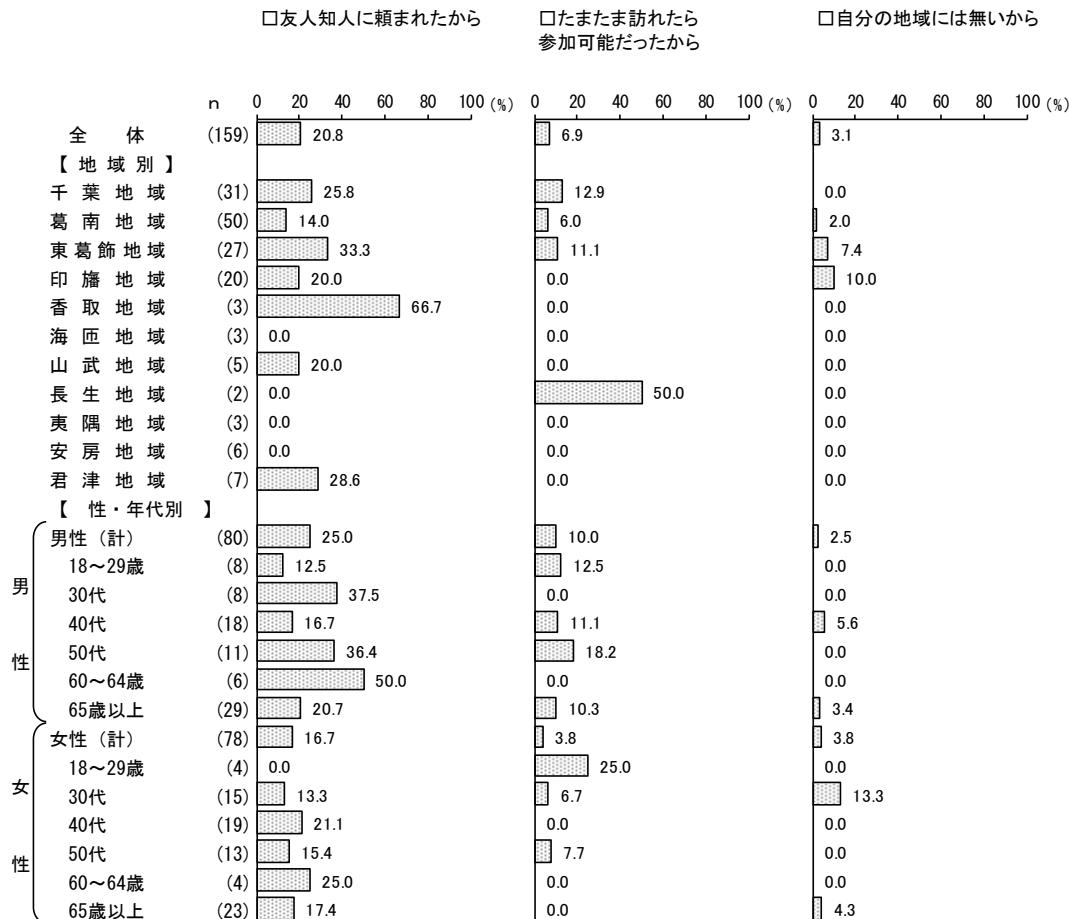 □友人知人に頼まれたから □たまたま訪れたら □自分の地域には無いから
参加可能だったから
n 0 20 40 60 80 100 (%) 0 20 40 60 80 100 (%) 0 20 40 60 80 100 (%)
全 体 (159) 20.8 6.9 3.1
【 地 域 別 】
千 葉 地 域 (31) 25.8 12.9 0.0
葛 南 地 域 (50) 14.0 6.0 2.0
東葛飾地域 (27) 33.3 11.1 7.4
印 旛 地 域 (20) 20.0 0.0 10.0
香 取 地 域 (3) 66.7 0.0 0.0
海 匝 地 域 (3) 0.0 0.0 0.0
山 武 地 域 (5) 20.0 0.0 0.0
長 生 地 域 (2) 0.0 50.0 0.0
夷 隅 地 域 (3) 0.0 0.0 0.0
安 房 地 域 (6) 0.0 0.0 0.0
君 津 地 域 (7) 28.6 0.0 0.0
【 性・年代別 】
男性（計） (80) 25.0 10.0 2.5
18～29歳 (8) 12.5 12.5 0.0
男 30代 (8) 37.5 0.0 0.0
40代 (18) 16.7 11.1 5.6
性 50代 (11) 36.4 18.2 0.0
60～64歳 (6) 50.0 0.0 0.0
65歳以上 (29) 20.7 10.3 3.4
女性（計） (78) 16.7 3.8 3.8
18～29歳 (4) 0.0 25.0 0.0
女 30代 (15) 13.3 6.7 13.3
40代 (19) 21.1 0.0 0.0
性 50代 (13) 15.4 7.7 0.0
60～64歳 (4) 25.0 0.0 0.0
65歳以上 (23) 17.4 0.0 4.3